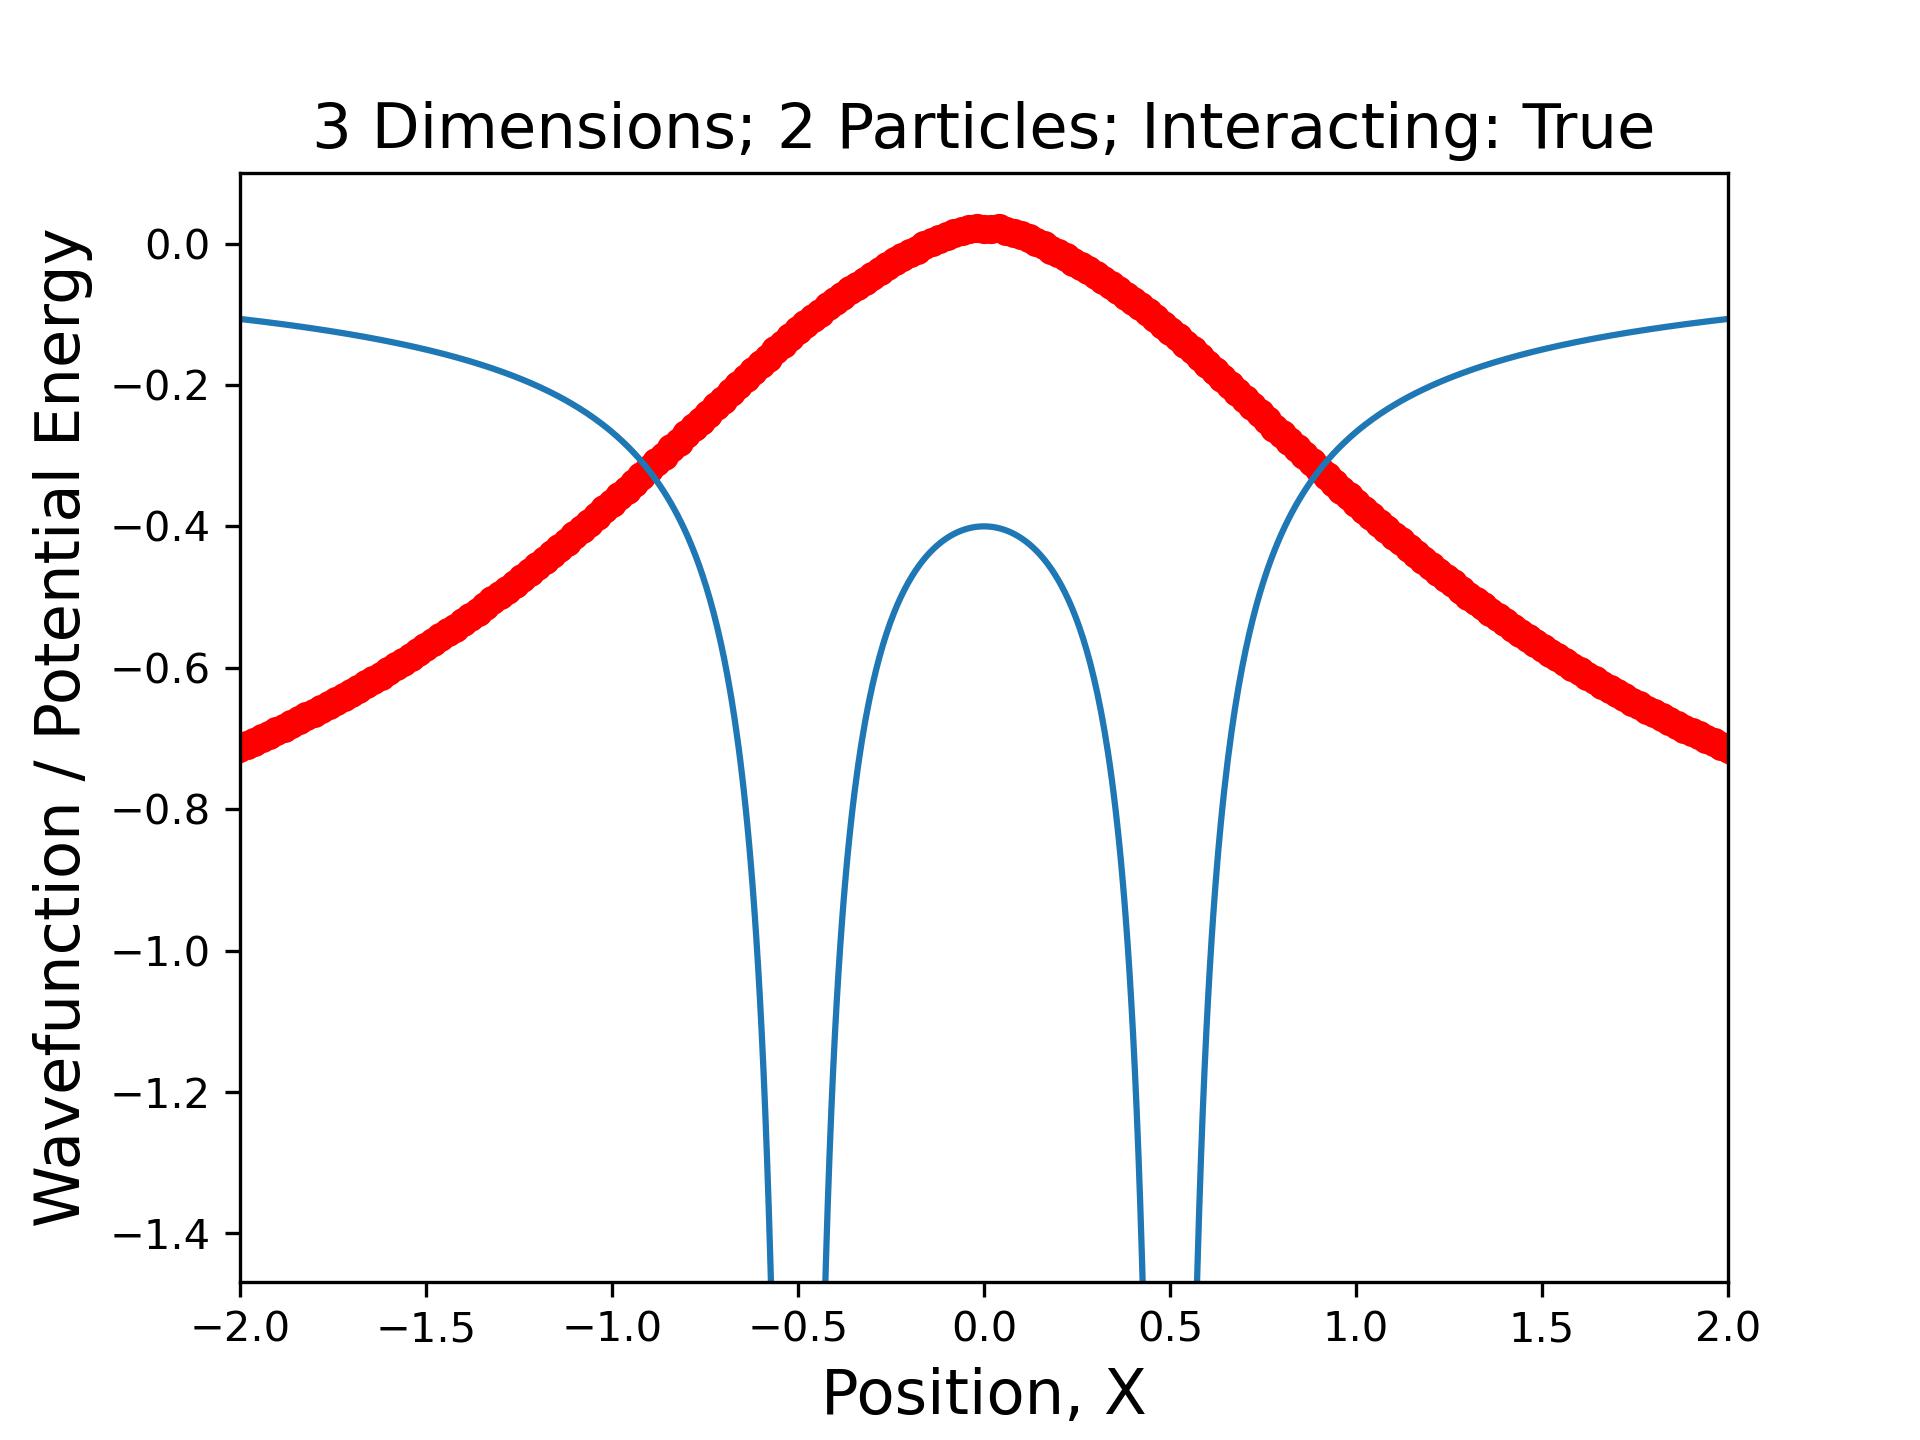 3 Dimensions; 2 Particles; Interacting: True
Wavefunction / Potential Energy
0.0
−0.2
−0.4
−0.6
−0.8
−1.0
−1.2
−1.4
−2.0 −1.5 −1.0 −0.5 0.0 0.5 1.0 1.5 2.0
Position, X